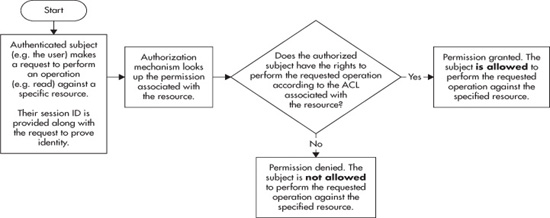 Start
Authenticated subject
(e.g. the user) makes
a request to perform
an operation
(e.g. read) against a
specific resource.
Their session ID is
provided along with
the request to prove
identity.
Authorization
mechanism looks
up the permission
associated with
the resource.
Does the authorized
subject have the rights to
perform the requested operation
according to the ACL
associated with
the resource?
Yes
Permission granted. The
subject is allowed to
perform the requested
operation against the
specified resource.
No
Permission denied. The
subject is not allowed
to perform the requested
operation against the
specified resource.